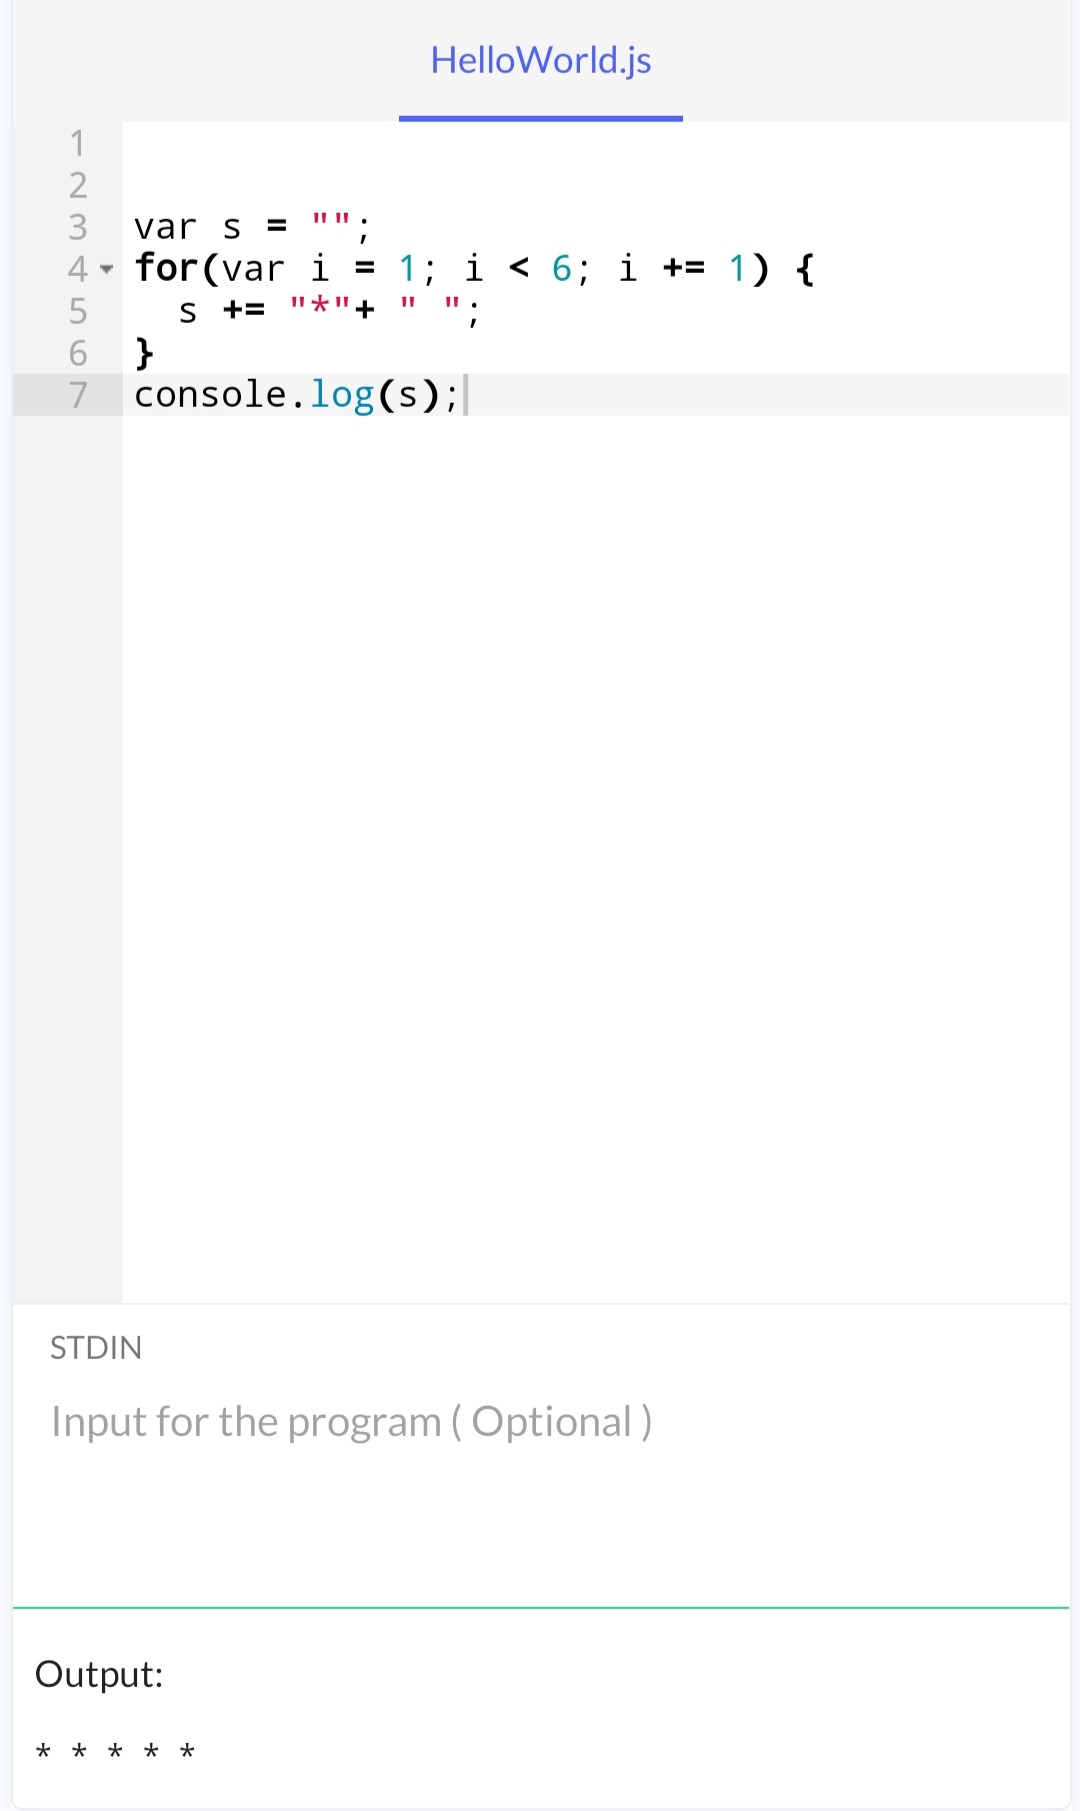 HelloWorld.js
1
2
3 var s = "";
4 for(var i = 1; i < 6; i += 1) {
5   s += "*"+ " ";
6 }
7 console.log(s);
STDIN
Input for the program ( Optional )
Output:
* * * * *